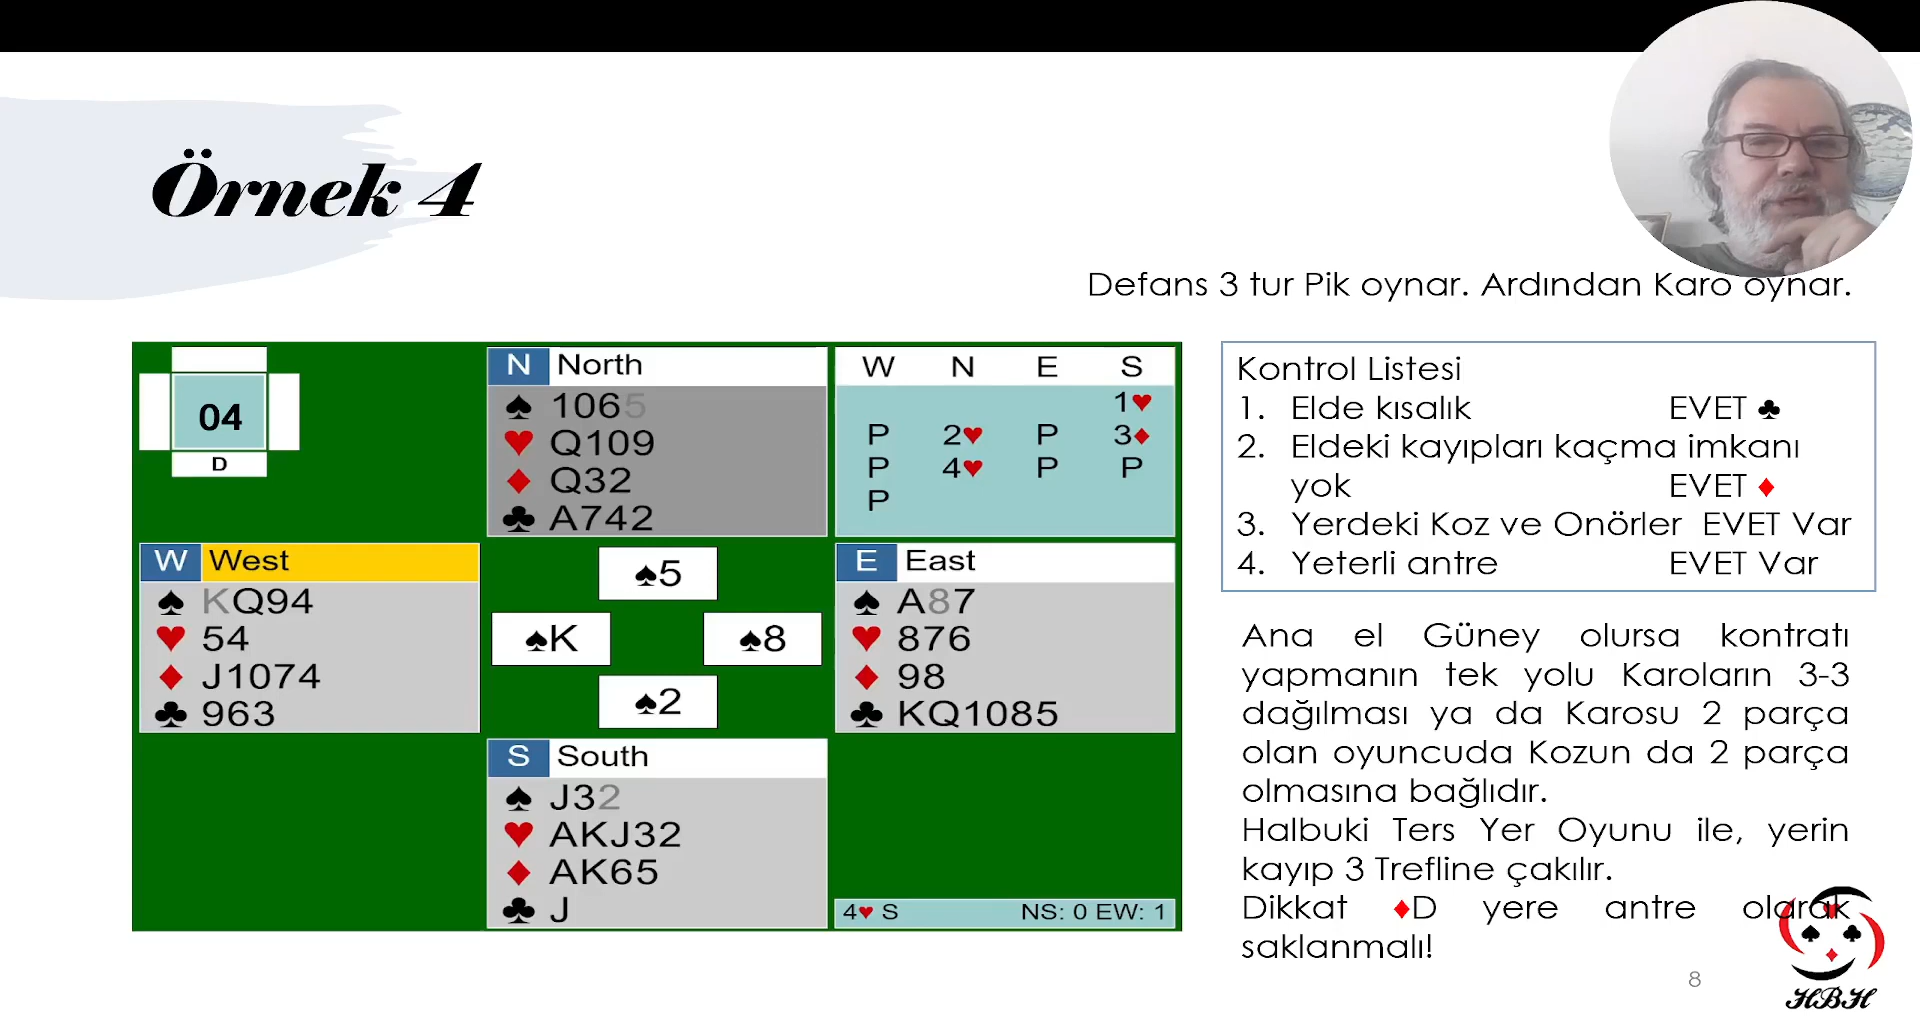 Örnek 4
Defans 3 tur Pik oynar. Ardından Karo oynar.
04
D
N North
♠ 1065
♥ Q109
♦ Q32
♣ A742
W N E S
1♥
P 2♥ P 3♦
P 4♥ P P
P
W West
♠ KQ94
♥ 54
♦ J1074
♣ 963
♠5
♠K ♠8
♠2
E East
♠ A87
♥ 876
♦ 98
♣ KQ1085
S South
♠ J32
♥ AKJ32
♦ AK65
♣ J
4♥ S NS: 0 EW: 1
Kontrol Listesi
1. Elde kısalık EVET ♣
2. Eldeki kayıpları kaçma imkanı
yok EVET ♦
3. Yerdeki Koz ve Onörler EVET Var
4. Yeterli antre EVET Var
Ana el Güney olursa kontratı
yapmanın tek yolu Karoların 3-3
dağılması ya da Karosu 2 parça
olan oyuncuda Kozun da 2 parça
olmasına bağlıdır.
Halbuki Ters Yer Oyunu ile, yerin
kayıp 3 Trefline çakılır.
Dikkat ♦D yere antre olarak
saklanmalı!
8
HBH